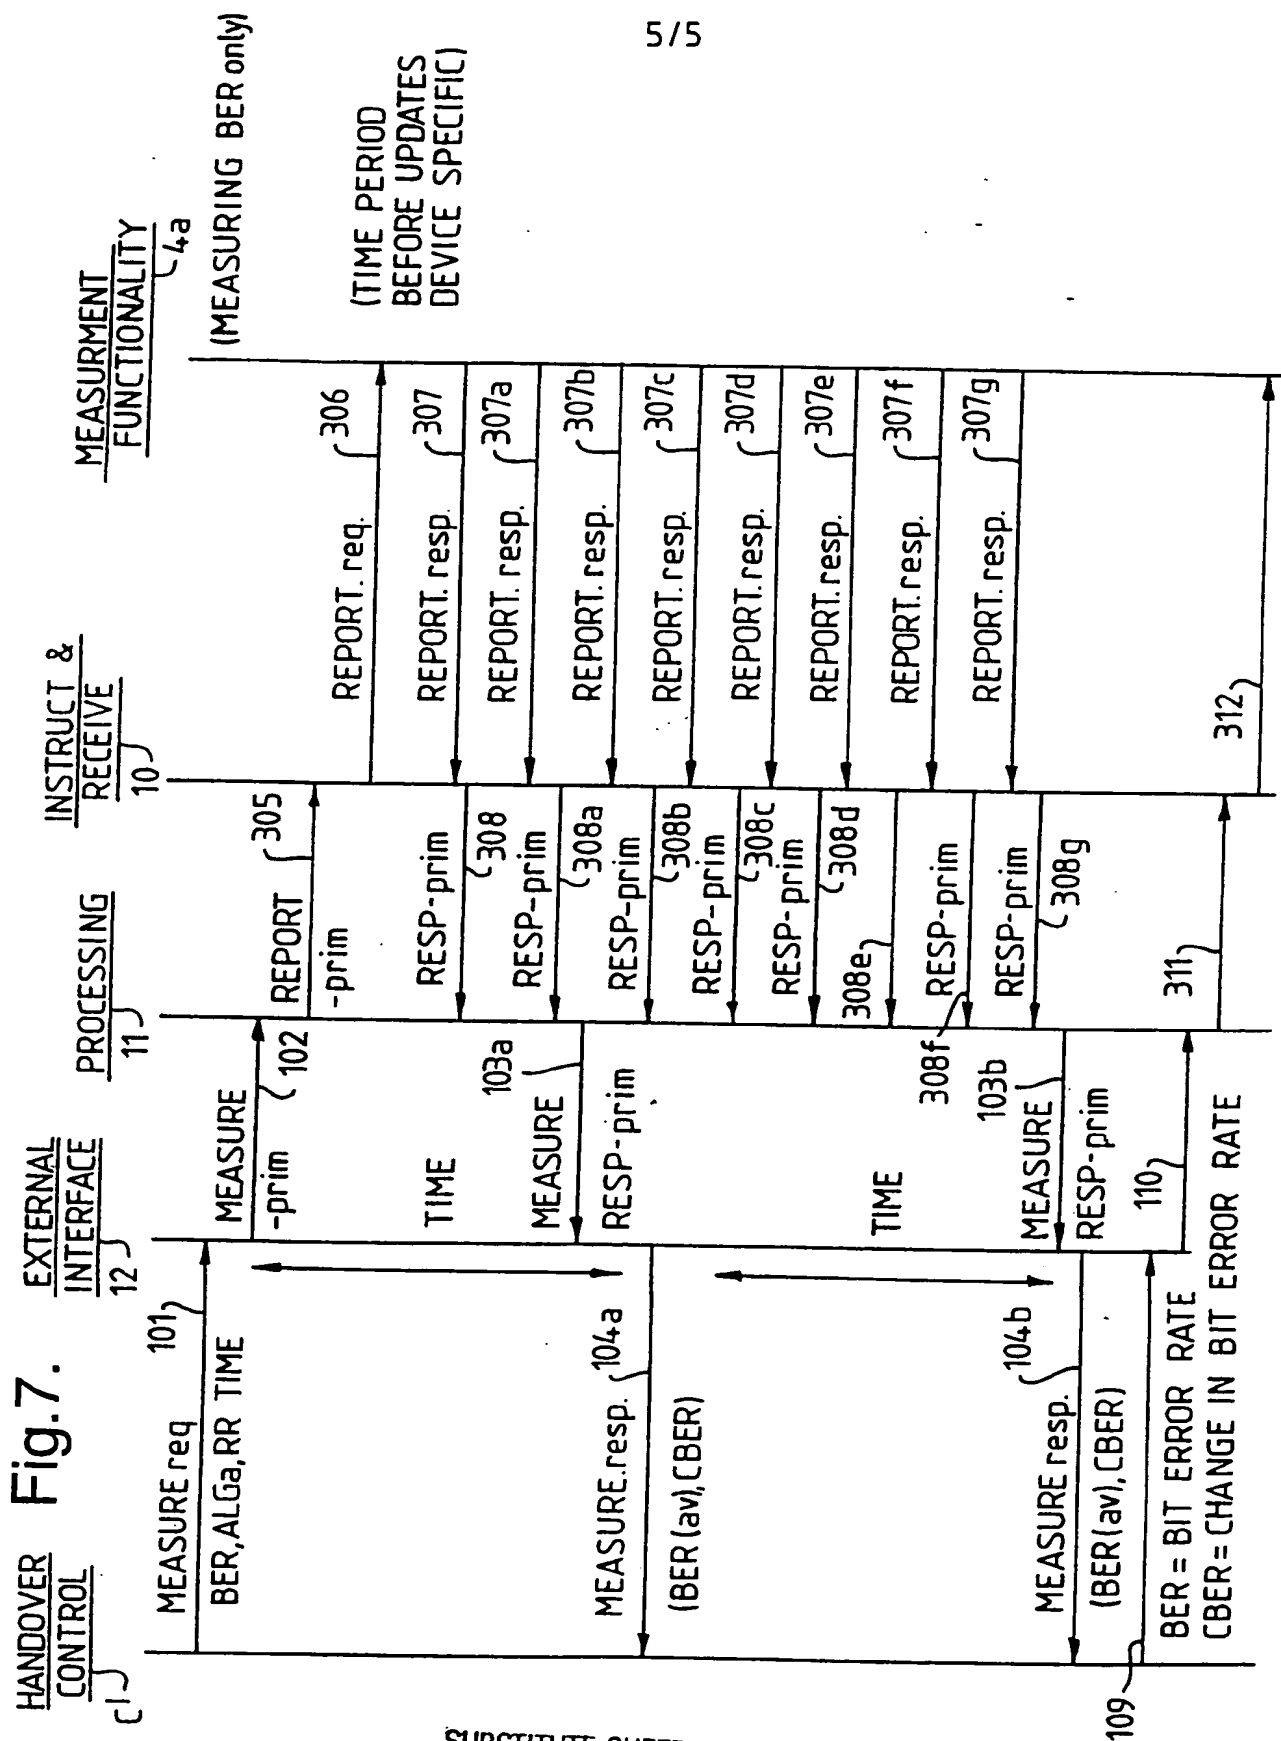 5/5
Fig.7.
HANDOVER
CONTROL
C1
EXTERNAL
INTERFACE
12
PROCESSING
11
INSTRUCT &
RECEIVE
10
MEASURMENT
FUNCTIONALITY
4a
(MEASURING BER only)
(TIME PERIOD
BEFORE UPDATES
DEVICE SPECIFIC)
MEASURE req
101
BER,ALGa,RR TIME
MEASURE
-prim
102
REPORT
-prim
305
REPORT. req.
306
REPORT. resp.
307
REPORT. resp.
307a
REPORT. resp.
307b
REPORT. resp.
307c
REPORT. resp.
307d
REPORT. resp.
307e
REPORT. resp.
307f
REPORT. resp.
307g
RESP-prim
308
RESP-prim
308a
RESP-prim
308b
RESP-prim
308c
RESP-prim
308d
308e
RESP-prim
308f
RESP-prim
308g
TIME
MEASURE
103a
RESP-prim
MEASURE.resp.
104a
(BER (av),CBER)
TIME
MEASURE
103b
RESP-prim
MEASURE resp.
104b
(BER(av),CBER)
109
110
311
312
BER = BIT ERROR RATE
CBER = CHANGE IN BIT ERROR RATE